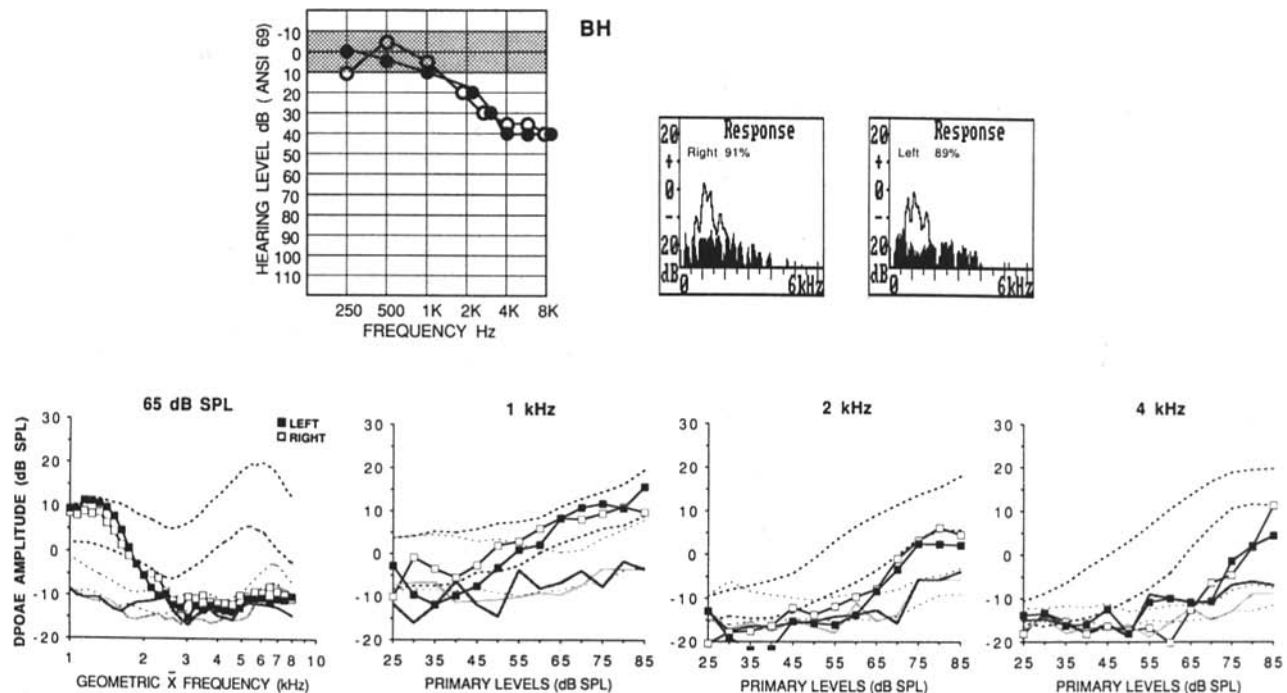 BH
HEARING LEVEL dB ( ANSI 69)
-10
0
10
20
30
40
50
60
70
80
90
100
110
250 500 1K 2K 4K 8K
FREQUENCY Hz
Response
Right 91%
20
+
0
-
20
dB
0 6kHz
Response
Left 89%
20
+
0
-
20
dB
0 6kHz
65 dB SPL
LEFT
RIGHT
DPOAE AMPLITUDE (dB SPL)
30
20
10
0
-10
-20
1 2 3 4 5 6 7 8 10
GEOMETRIC X̄ FREQUENCY (kHz)
1 kHz
30
20
10
0
-10
-20
25 35 45 55 65 75 85
PRIMARY LEVELS (dB SPL)
2 kHz
30
20
10
0
-10
-20
25 35 45 55 65 75 85
PRIMARY LEVELS (dB SPL)
4 kHz
30
20
10
0
-10
-20
25 35 45 55 65 75 85
PRIMARY LEVELS (dB SPL)